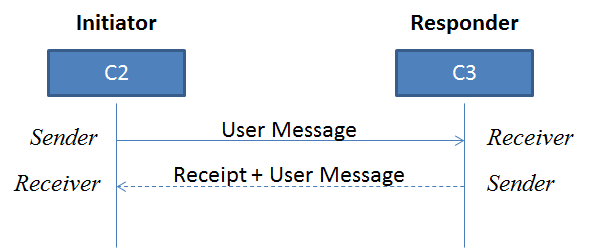 Initiator Responder
C2 C3
Sender User Message Receiver
Receiver Receipt + User Message Sender